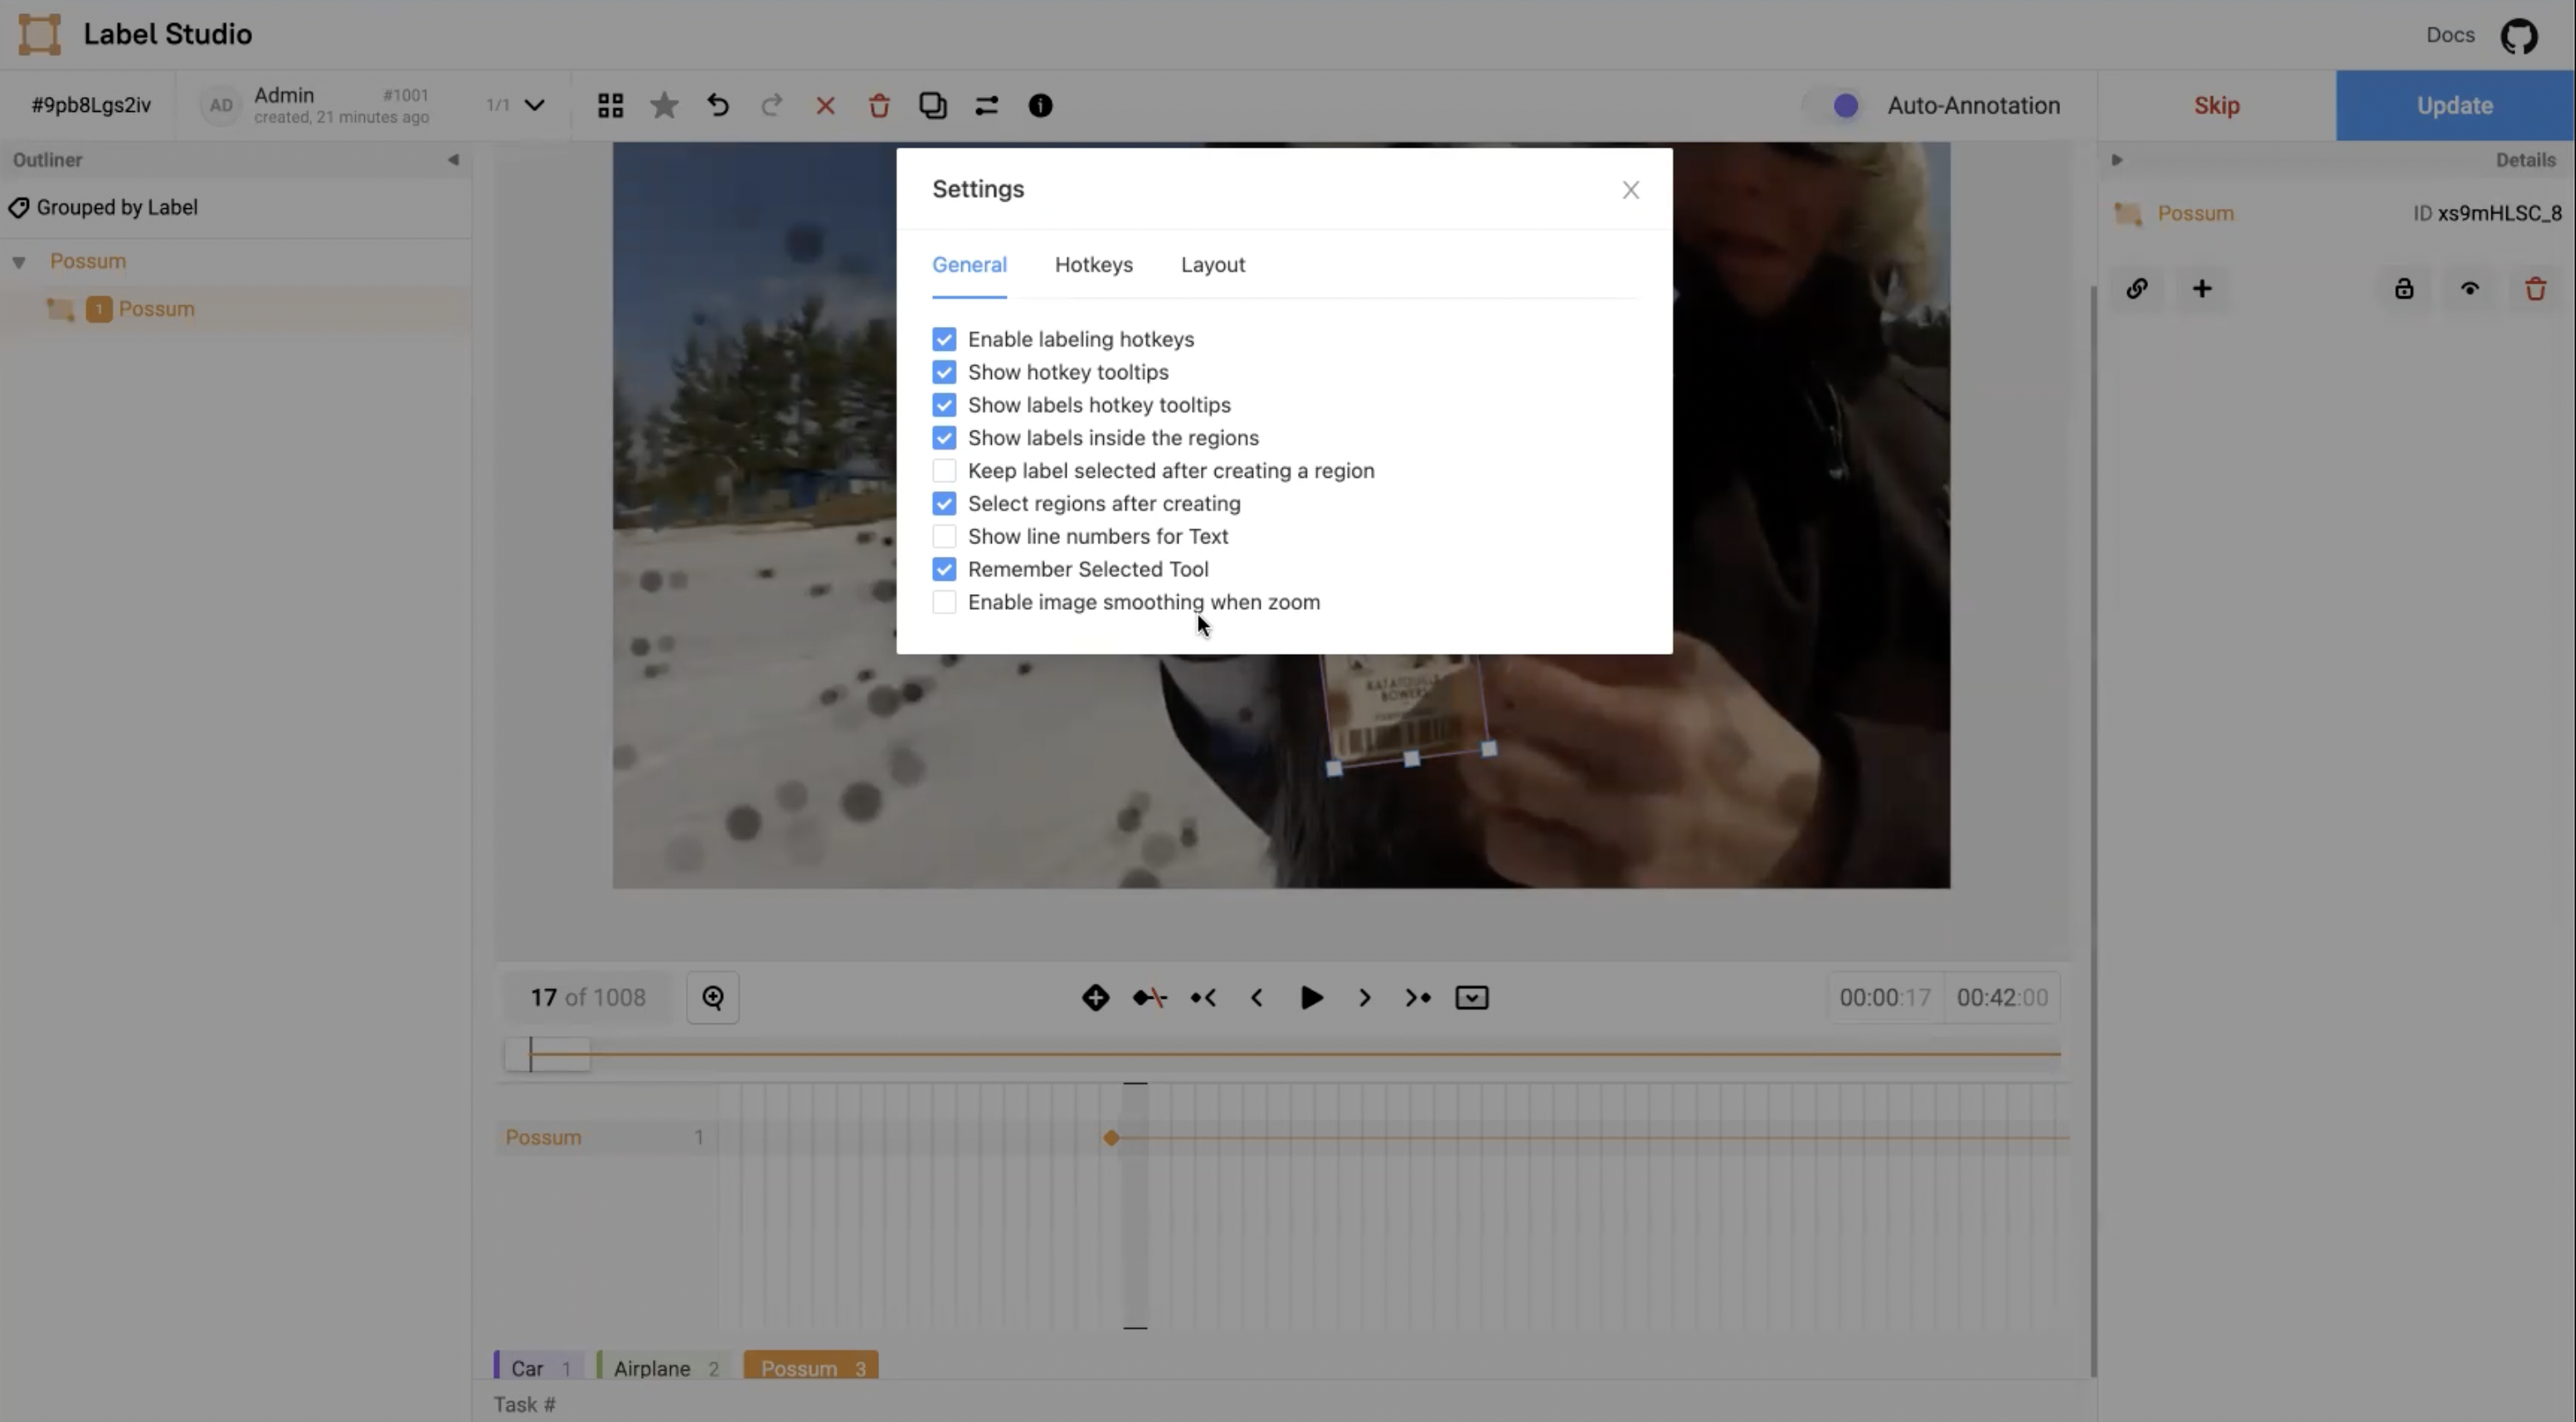 Label Studio
Docs
#9pb8Lgs2iv
AD
Admin
#1001
created, 21 minutes ago
1/1
Auto-Annotation
Skip
Update
Outliner
Details
Grouped by Label
Possum
ID xs9mHLSC_8
Possum
1 Possum
Settings
General
Hotkeys
Layout
Enable labeling hotkeys
Show hotkey tooltips
Show labels hotkey tooltips
Show labels inside the regions
Keep label selected after creating a region
Select regions after creating
Show line numbers for Text
Remember Selected Tool
Enable image smoothing when zoom
17 of 1008
00:00:17
00:42:00
Possum 1
Car 1
Airplane 2
Possum 3
Task #